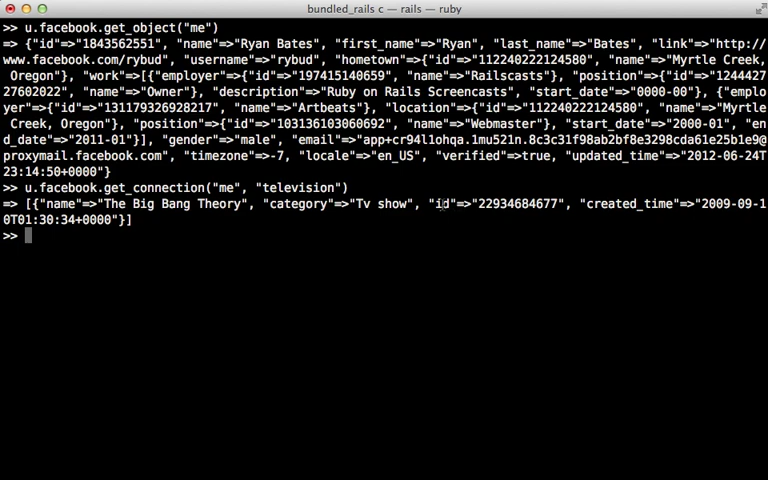 bundled_rails c — rails — ruby
>> u.facebook.get_object("me")
=> {"id"=>"1843562551", "name"=>"Ryan Bates", "first_name"=>"Ryan", "last_name"=>"Bates", "link"=>"http://
www.facebook.com/rybud", "username"=>"rybud", "hometown"=>{"id"=>"112240222124580", "name"=>"Myrtle Creek,
Oregon"}, "work"=>[{"employer"=>{"id"=>"197415140659", "name"=>"Railscasts"}, "position"=>{"id"=>"1244427
27602022", "name"=>"Owner"}, "description"=>"Ruby on Rails Screencasts", "start_date"=>"0000-00"}, {"emplo
yer"=>{"id"=>"131179326928217", "name"=>"Artbeats"}, "location"=>{"id"=>"112240222124580", "name"=>"Myrtle
Creek, Oregon"}, "position"=>{"id"=>"103136103060692", "name"=>"Webmaster"}, "start_date"=>"2000-01", "en
d_date"=>"2011-01"}], "gender"=>"male", "email"=>"app+cr94l1ohqa.1mu521n.8c3c31f98ab2bf8e3298cda61e25b1e9@
proxymail.facebook.com", "timezone"=>-7, "locale"=>"en_US", "verified"=>true, "updated_time"=>"2012-06-24T
23:14:50+0000"}
>> u.facebook.get_connection("me", "television")
=> [{"name"=>"The Big Bang Theory", "category"=>"Tv show", "id"=>"22934684677", "created_time"=>"2009-09-1
0T01:30:34+0000"}]
>>